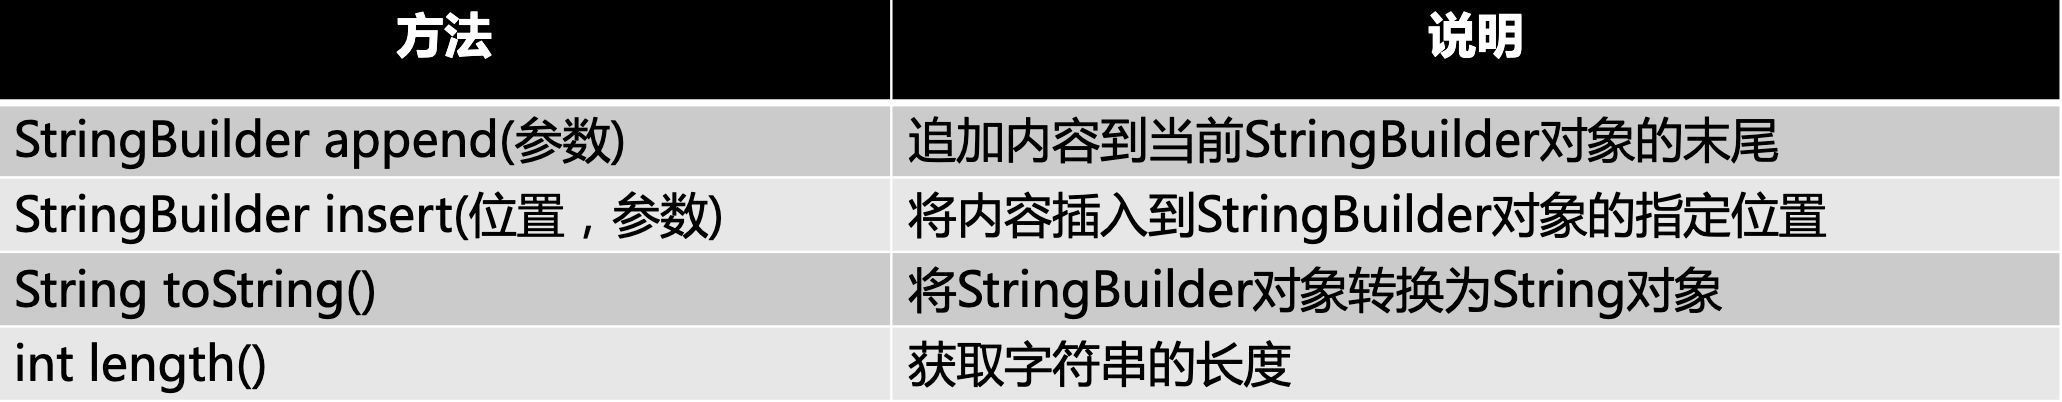 方法 说明
StringBuilder append(参数) 追加内容到当前StringBuilder对象的末尾
StringBuilder insert(位置，参数) 将内容插入到StringBuilder对象的指定位置
String toString() 将StringBuilder对象转换为String对象
int length() 获取字符串的长度